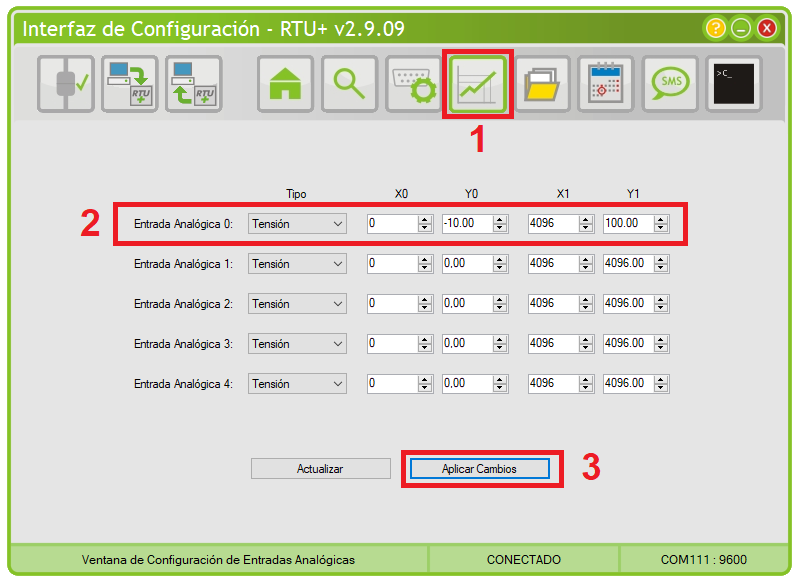 Interfaz de Configuración - RTU+ v2.9.09
?
RTU
+
RTU
+
SMS
>C_
1
Tipo X0 Y0 X1 Y1
2
Entrada Analógica 0: Tensión 0 -10.00 4096 100.00
Entrada Analógica 1: Tensión 0 0,00 4096 4096.00
Entrada Analógica 2: Tensión 0 0,00 4096 4096.00
Entrada Analógica 3: Tensión 0 0,00 4096 4096.00
Entrada Analógica 4: Tensión 0 0,00 4096 4096.00
Actualizar Aplicar Cambios 3
Ventana de Configuración de Entradas Analógicas CONECTADO COM111 : 9600